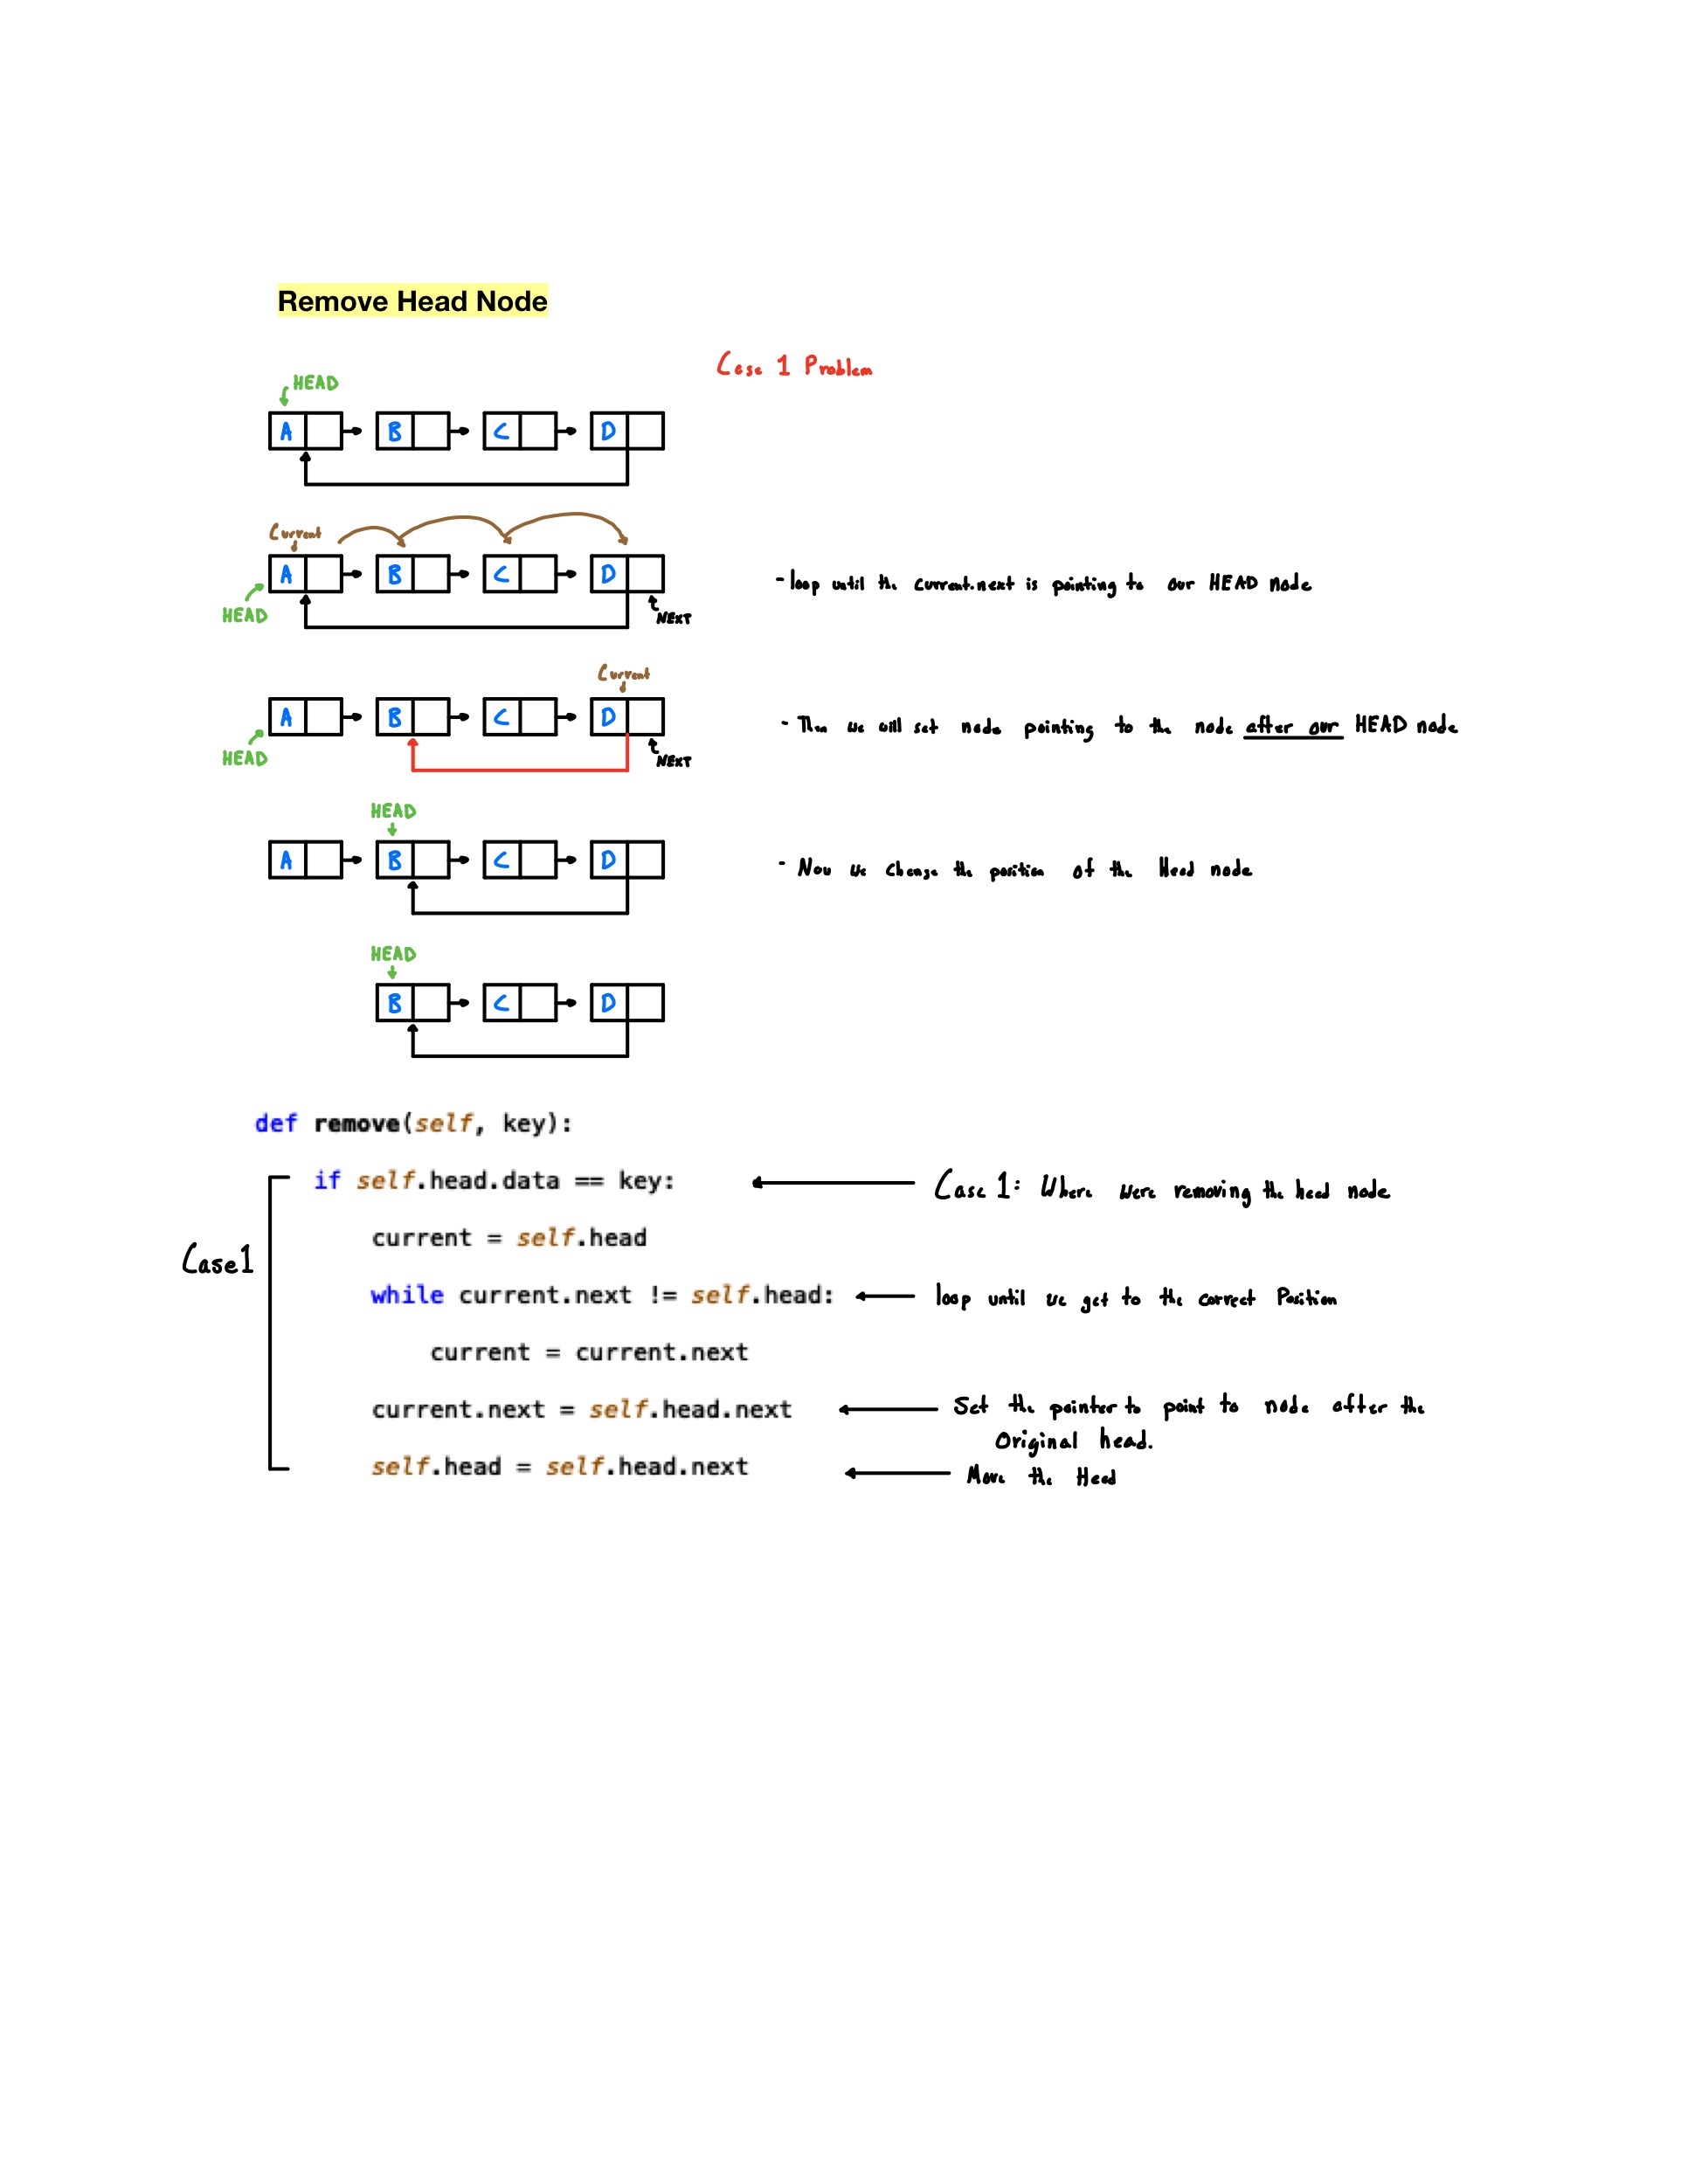 Remove Head Node
Case 1 Problem
HEAD
A B C D
Current
A B C D
HEAD
NEXT
- loop until the current.next is pointing to our HEAD node
Current
A B C D
HEAD
NEXT
- Then we will set node pointing to the node after our HEAD node
HEAD
A B C D
- Now we change the position of the Head node
HEAD
B C D
def remove(self, key):
if self.head.data == key:
Case 1: Where were removing the head node
current = self.head
Case1
while current.next != self.head:
loop until we get to the correct Position
current = current.next
current.next = self.head.next
Set the pointer to point to node after the
Original head.
self.head = self.head.next
Move the Head